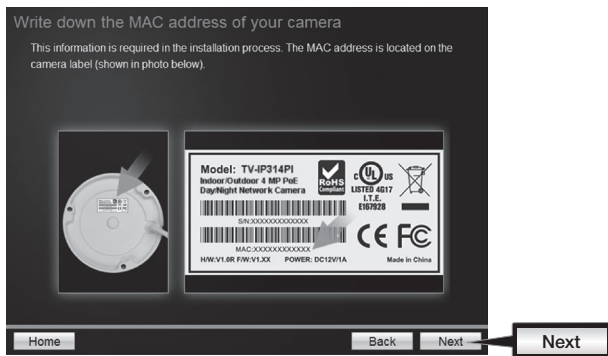 Write down the MAC address of your camera
This information is required in the installation process. The MAC address is located on the
camera label (shown in photo below).
Model: TV-IP314PI
Indoor/Outdoor 4 MP PoE
Day/Night Network Camera
RoHS
Compliant
C UL US
LISTED 4G17
I.T.E.
E167928
S/N:XXXXXXXXXXXXX
MAC:XXXXXXXXXXXX
CE FC
H/W:V1.0R F/W:V1.XX POWER: DC12V/1A Made in China
Home Back Next Next